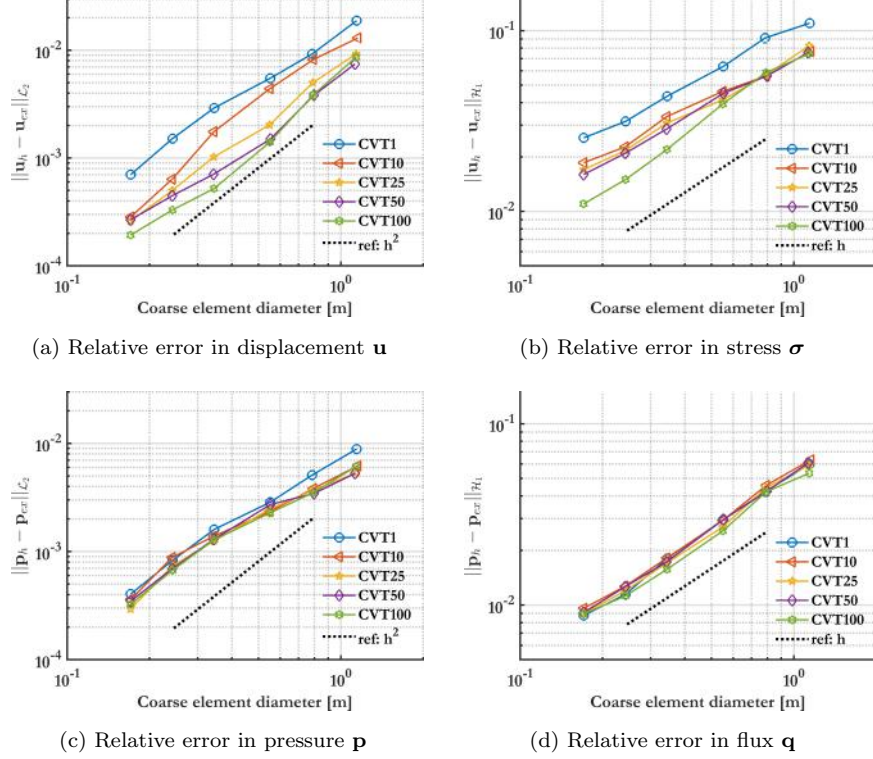 10^-2
10^-3
10^-4
||u_h − u_ex||_L2
CVT1
CVT10
CVT25
CVT50
CVT100
ref: h^2
10^-1
10^0
Coarse element diameter [m]
(a) Relative error in displacement u
10^-1
10^-2
||u_h − u_ex||_H1
CVT1
CVT10
CVT25
CVT50
CVT100
ref: h
10^-1
10^0
Coarse element diameter [m]
(b) Relative error in stress σ
10^-2
10^-3
10^-4
||p_h − p_ex||_L2
CVT1
CVT10
CVT25
CVT50
CVT100
ref: h^2
10^-1
10^0
Coarse element diameter [m]
(c) Relative error in pressure p
10^-1
10^-2
||p_h − p_ex||_H1
CVT1
CVT10
CVT25
CVT50
CVT100
ref: h
10^-1
10^0
Coarse element diameter [m]
(d) Relative error in flux q